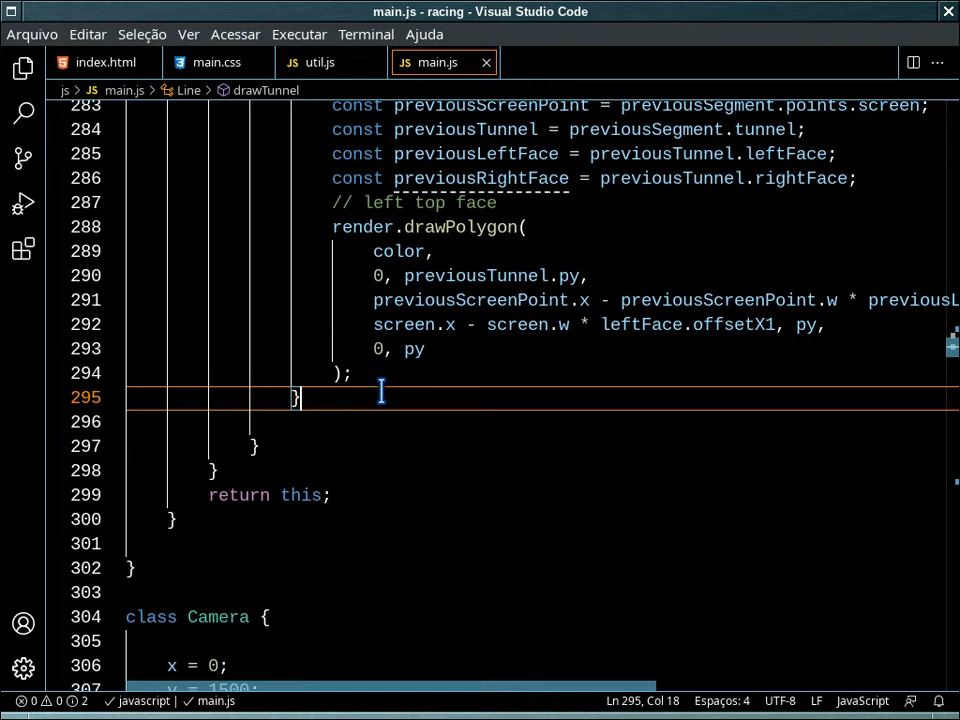 main.js - racing - Visual Studio Code
Arquivo Editar Seleção Ver Acessar Executar Terminal Ajuda
index.html main.css JS util.js JS main.js
js > JS main.js > Line > drawTunnel
283 const previousScreenPoint = previousSegment.points.screen;
284 const previousTunnel = previousSegment.tunnel;
285 const previousLeftFace = previousTunnel.leftFace;
286 const previousRightFace = previousTunnel.rightFace;
287 // left top face
288 render.drawPolygon(
289 color,
290 0, previousTunnel.py,
291 previousScreenPoint.x - previousScreenPoint.w * previousL
292 screen.x - screen.w * leftFace.offsetX1, py,
293 0, py
294 );
295 }
296
297 }
298 }
299 return this;
300 }
301
302 }
303
304 class Camera {
305
306 x = 0;
307 y = 1500;
0 0 2 javascript main.js Ln 295, Col 18 Espaços: 4 UTF-8 LF JavaScript